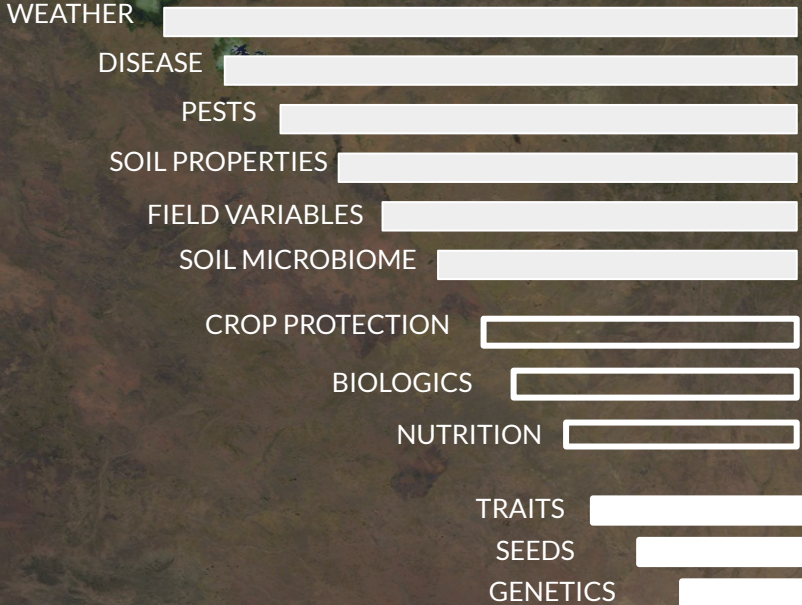 WEATHER
DISEASE
PESTS
SOIL PROPERTIES
FIELD VARIABLES
SOIL MICROBIOME
CROP PROTECTION
BIOLOGICS
NUTRITION
TRAITS
SEEDS
GENETICS